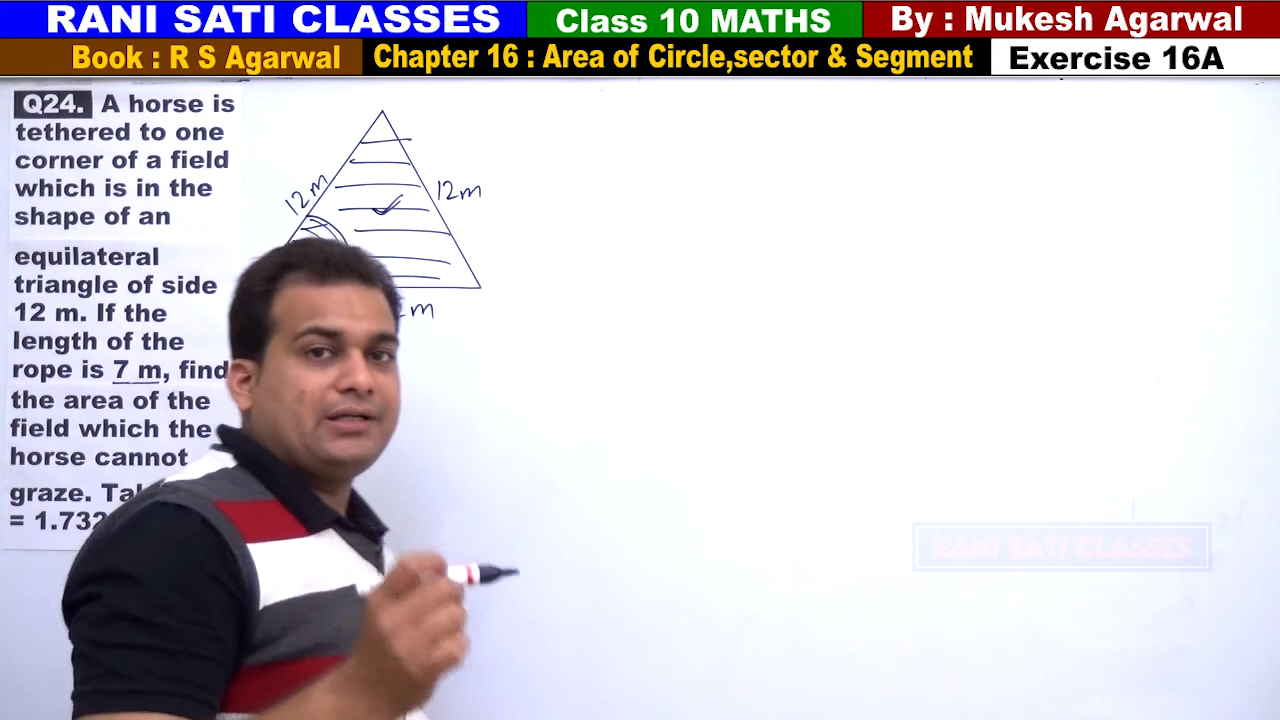 RANI SATI CLASSES
Class 10 MATHS
By : Mukesh Agarwal
Book : R S Agarwal
Chapter 16 : Area of Circle,sector & Segment
Exercise 16A
Q24. A horse is
tethered to one
corner of a field
which is in the
shape of an
equilateral
triangle of side
12 m. If the
length of the
rope is 7 m, find
the area of the
field which the
horse cannot
graze.
= 1.732
12m
12m
m
RANI SATI CLASSES